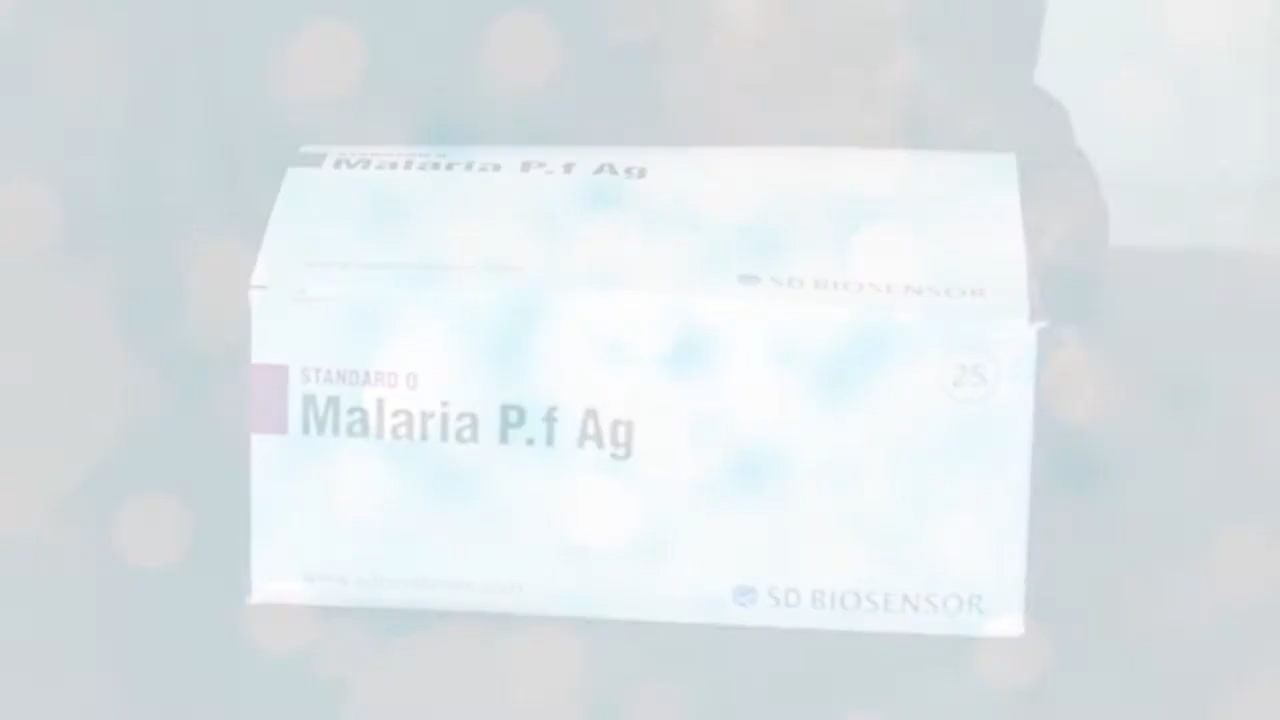 Malaria P.f Ag
SD BIOSENSOR
STANDARD Q
Malaria P.f Ag
25
SD BIOSENSOR